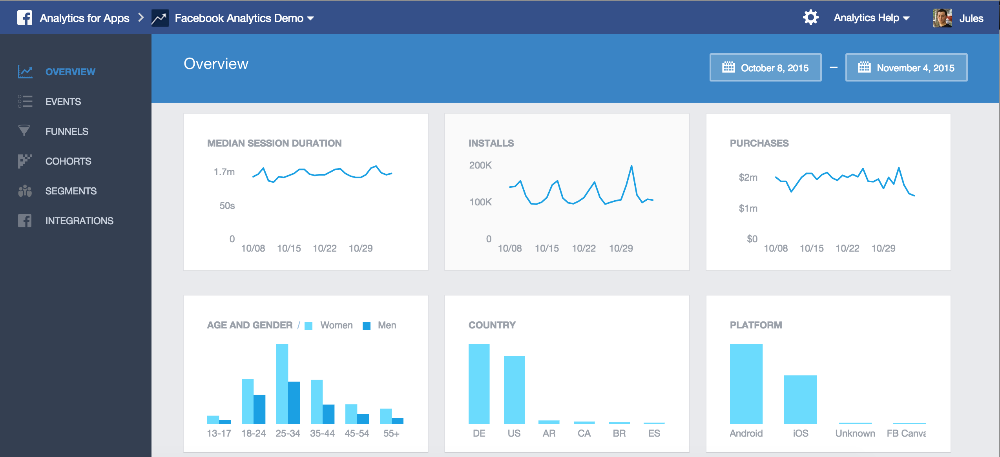 Analytics for Apps
Facebook Analytics Demo
Analytics Help
Jules
OVERVIEW
EVENTS
FUNNELS
COHORTS
SEGMENTS
INTEGRATIONS
Overview
October 8, 2015 – November 4, 2015
MEDIAN SESSION DURATION
1.7m
50s
0
10/08 10/15 10/22 10/29
INSTALLS
200K
100K
0
10/08 10/15 10/22 10/29
PURCHASES
$2m
$1m
$0
10/08 10/15 10/22 10/29
AGE AND GENDER / Women Men
13-17 18-24 25-34 35-44 45-54 55+
COUNTRY
DE US AR CA BR ES
PLATFORM
Android iOS Unknown FB Canva